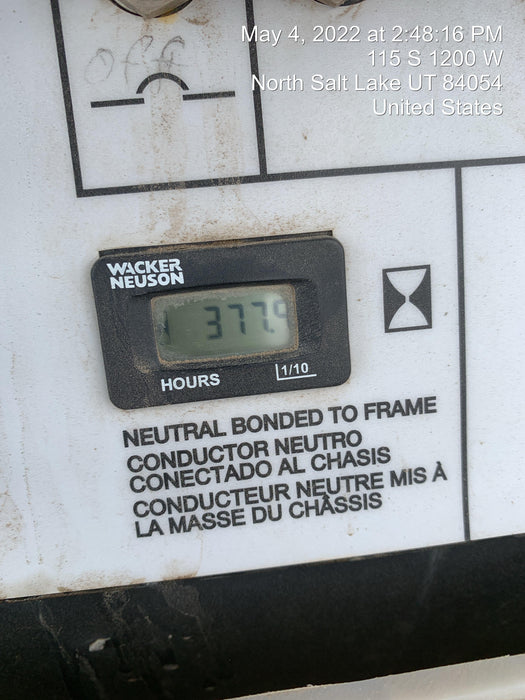 May 4, 2022 at 2:48:16 PM
115 S 1200 W
North Salt Lake UT 84054
United States
off
WACKER
NEUSON
377.9
HOURS
1/10
NEUTRAL BONDED TO FRAME
CONDUCTOR NEUTRO
CONECTADO AL CHASIS
CONDUCTEUR NEUTRE MIS À
LA MASSE DU CHÂSSIS